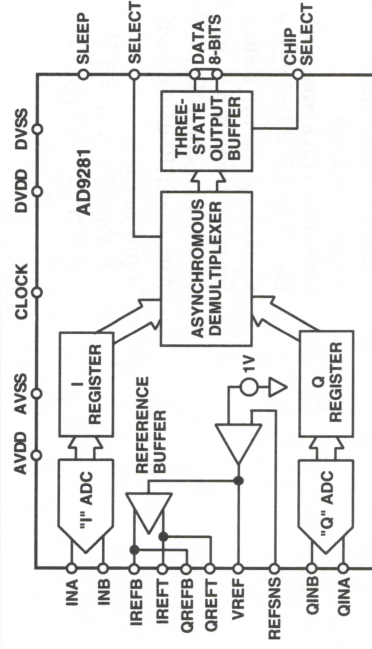 AVDD
AVSS
CLOCK
DVDD
DVSS
INA
INB
IREFB
IREFT
QREFB
QREFT
VREF
REFSNS
QINB
QINA
"I" ADC
I
REGISTER
REFERENCE
BUFFER
1V
"Q" ADC
Q
REGISTER
AD9281
ASYNCHRONOUS
DEMULTIPLEXER
THREE-
STATE
OUTPUT
BUFFER
SLEEP
SELECT
DATA
8-BITS
CHIP
SELECT